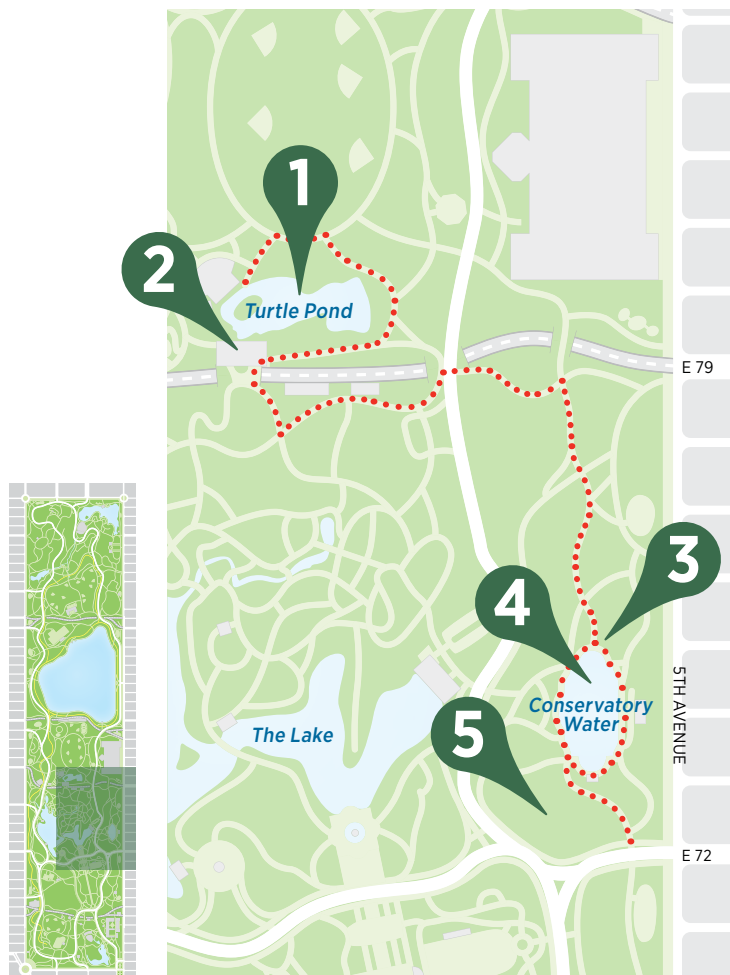 1
2
Turtle Pond
E 79
3
4
5TH AVENUE
Conservatory
Water
5
The Lake
E 72